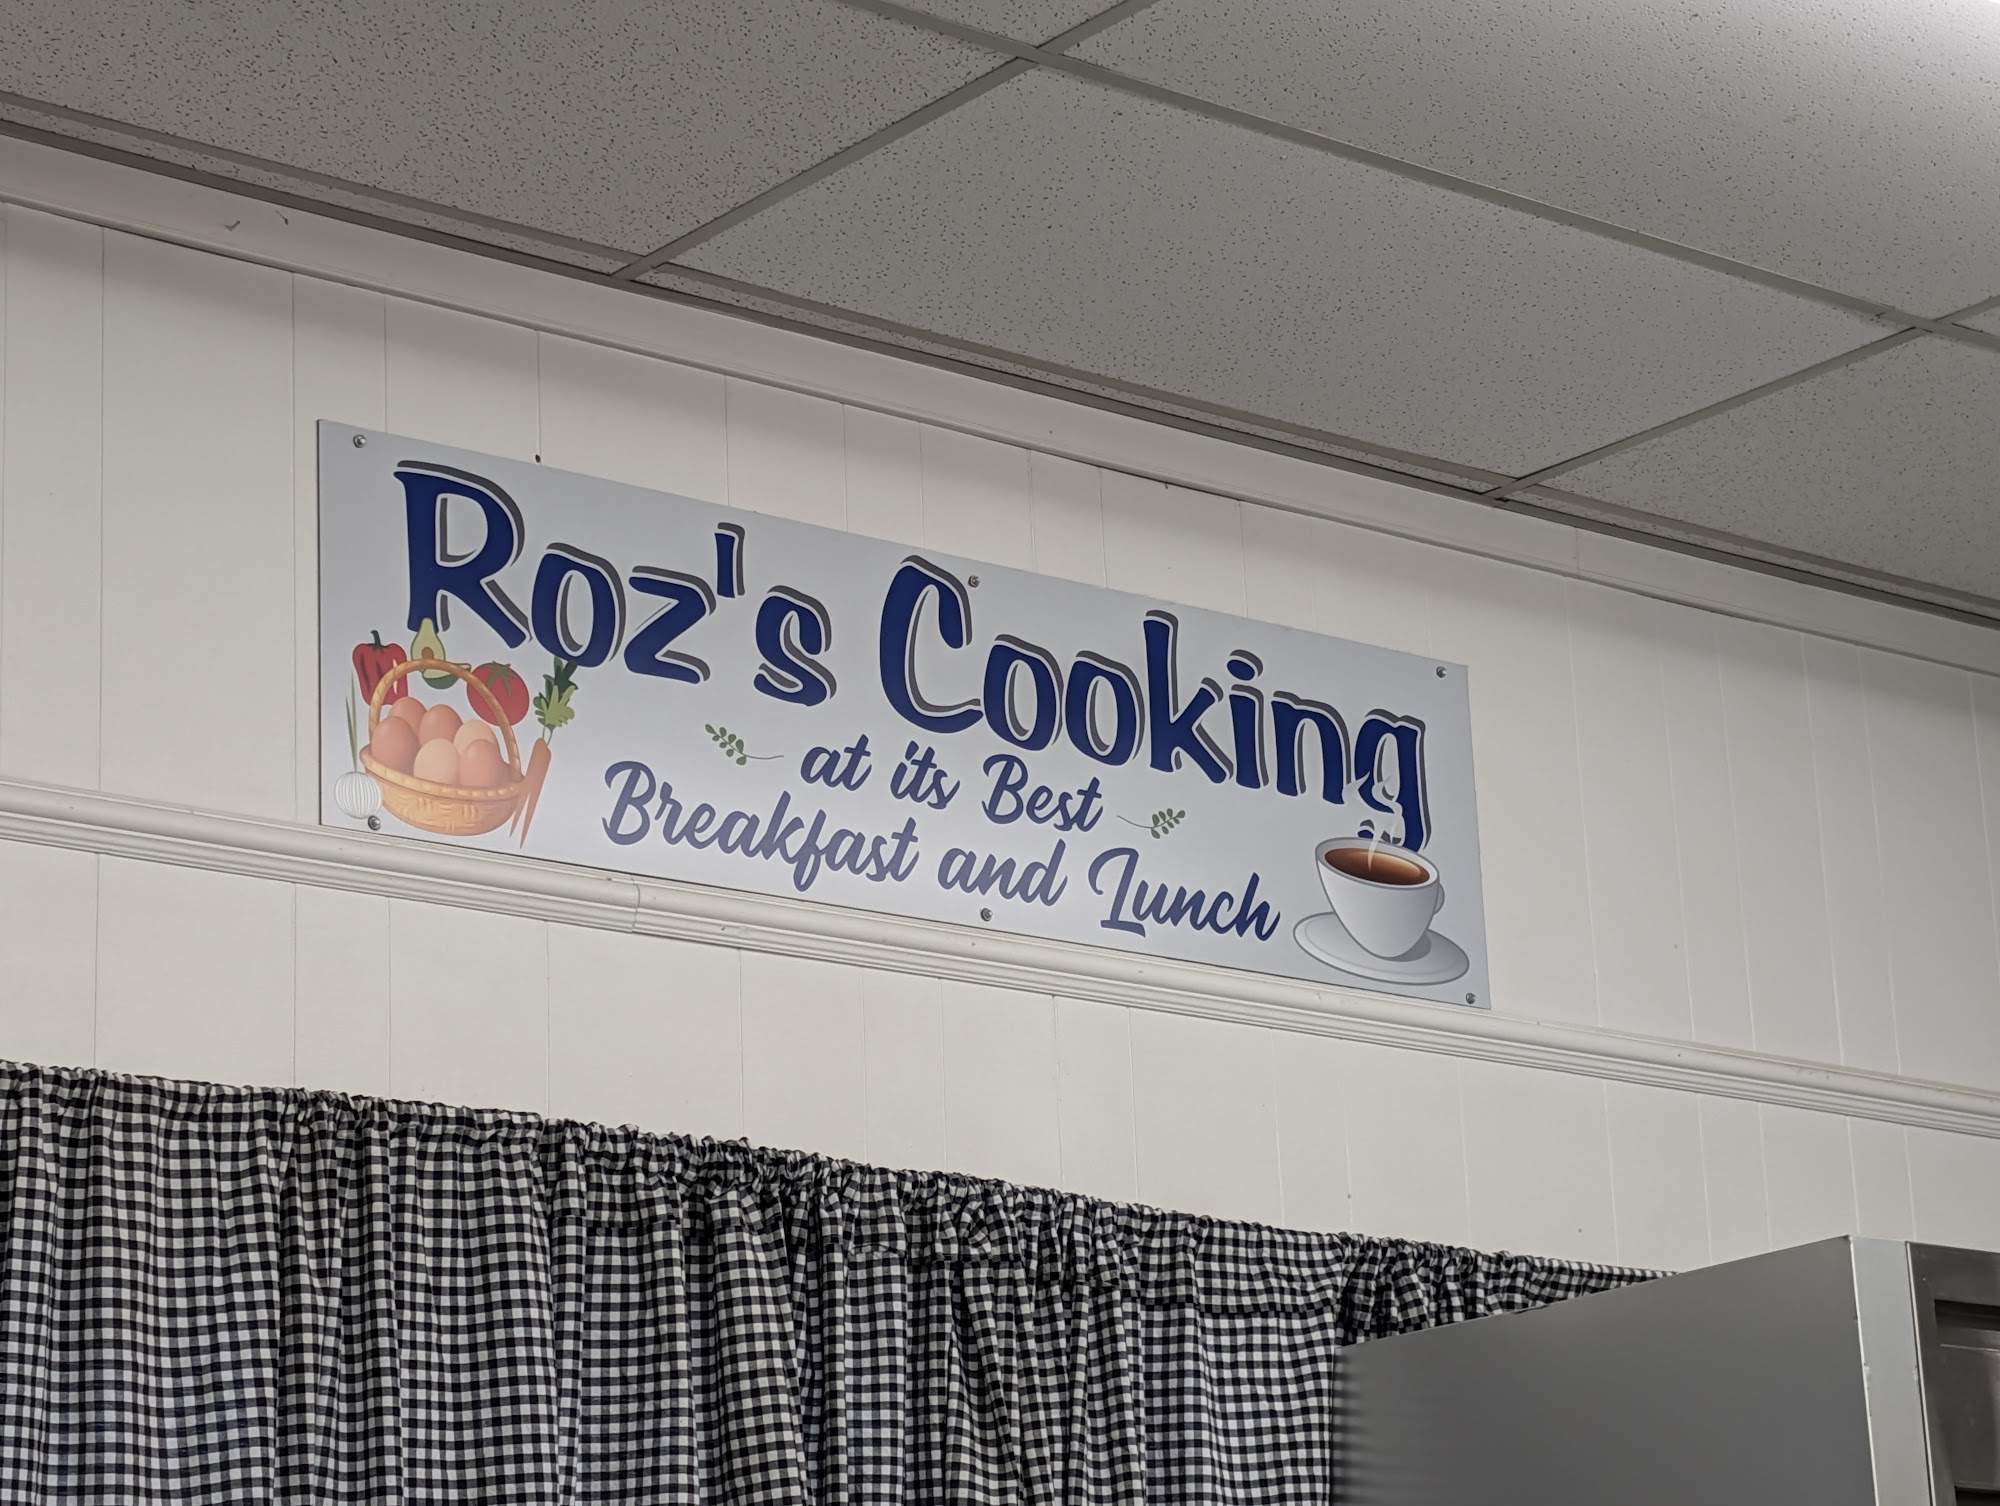 Roz's Cooking
at its Best
Breakfast and Lunch